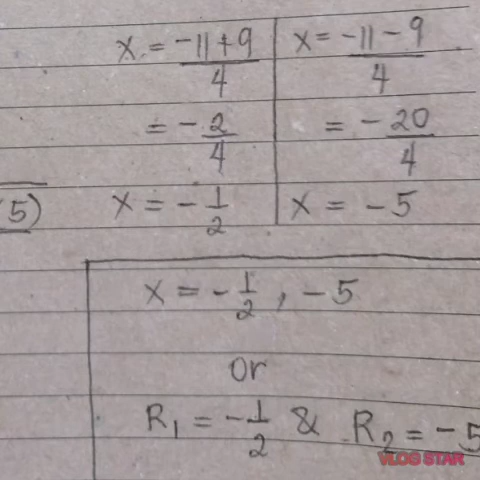 x = -11+9/4 x = -11-9/4
= -2/4 = -20/4
5) x = -1/2 x = -5
x = -1/2, -5
or
R₁ = -1/2 & R₂ = -5
VLOG STAR